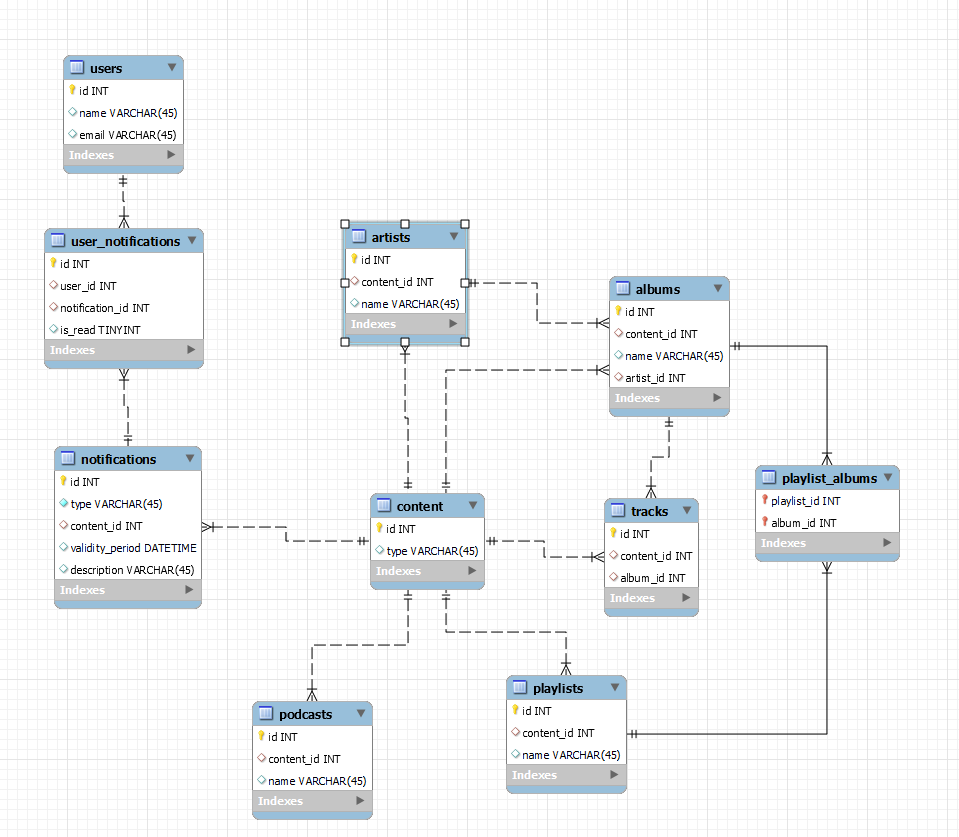 users
id INT
name VARCHAR(45)
email VARCHAR(45)
Indexes
user_notifications
id INT
user_id INT
notification_id INT
is_read TINYINT
Indexes
artists
id INT
content_id INT
name VARCHAR(45)
Indexes
albums
id INT
content_id INT
name VARCHAR(45)
artist_id INT
Indexes
notifications
id INT
type VARCHAR(45)
content_id INT
validity_period DATETIME
description VARCHAR(45)
Indexes
content
id INT
type VARCHAR(45)
Indexes
tracks
id INT
content_id INT
album_id INT
Indexes
playlist_albums
playlist_id INT
album_id INT
Indexes
podcasts
id INT
content_id INT
name VARCHAR(45)
Indexes
playlists
id INT
content_id INT
name VARCHAR(45)
Indexes